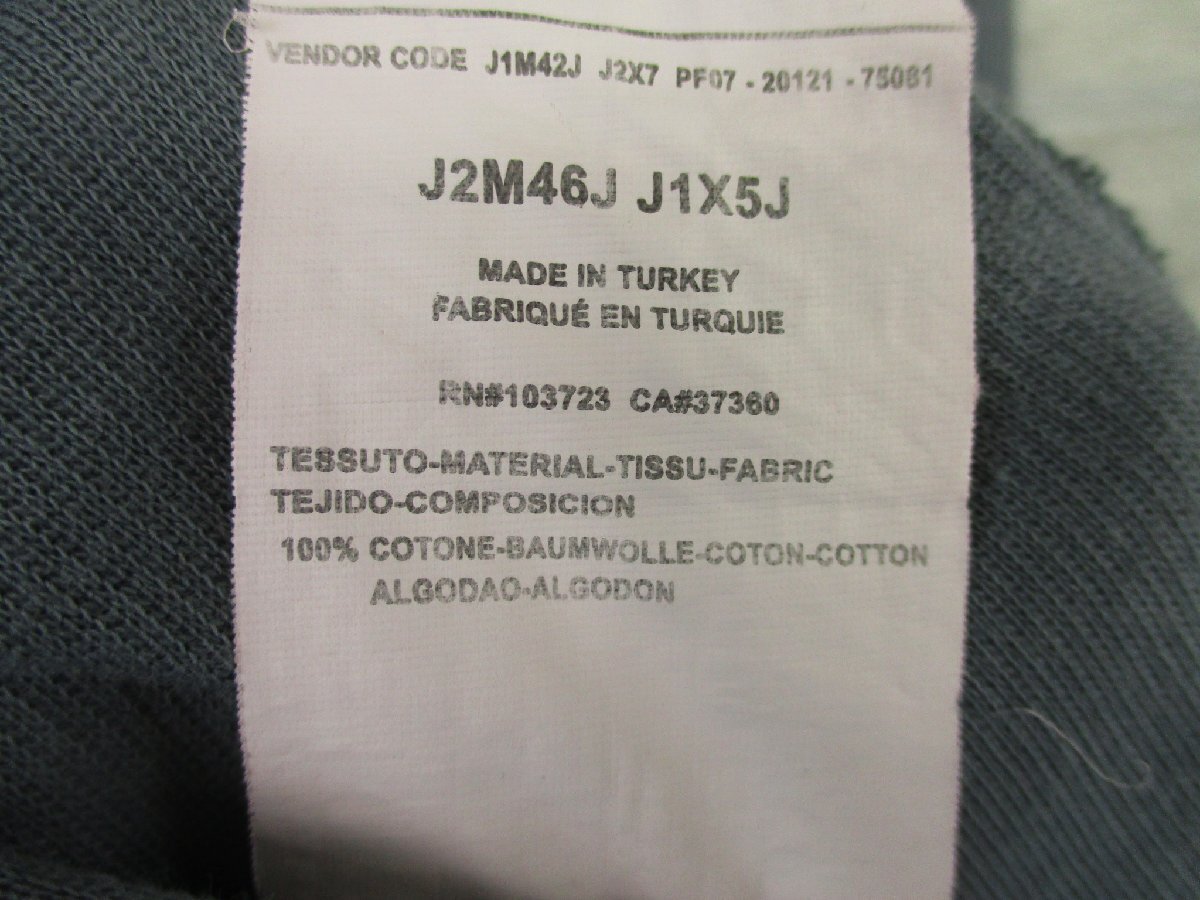 VENDOR CODE J1M42J J2X7 PF07 - 20121 - 75081
J2M46J J1X5J
MADE IN TURKEY
FABRIQUÉ EN TURQUIE
RN#103723 CA#37360
TESSUTO-MATERIAL-TISSU-FABRIC
TEJIDO-COMPOSICION
100% COTONE-BAUMWOLLE-COTON-COTTON
ALGODAO-ALGODON